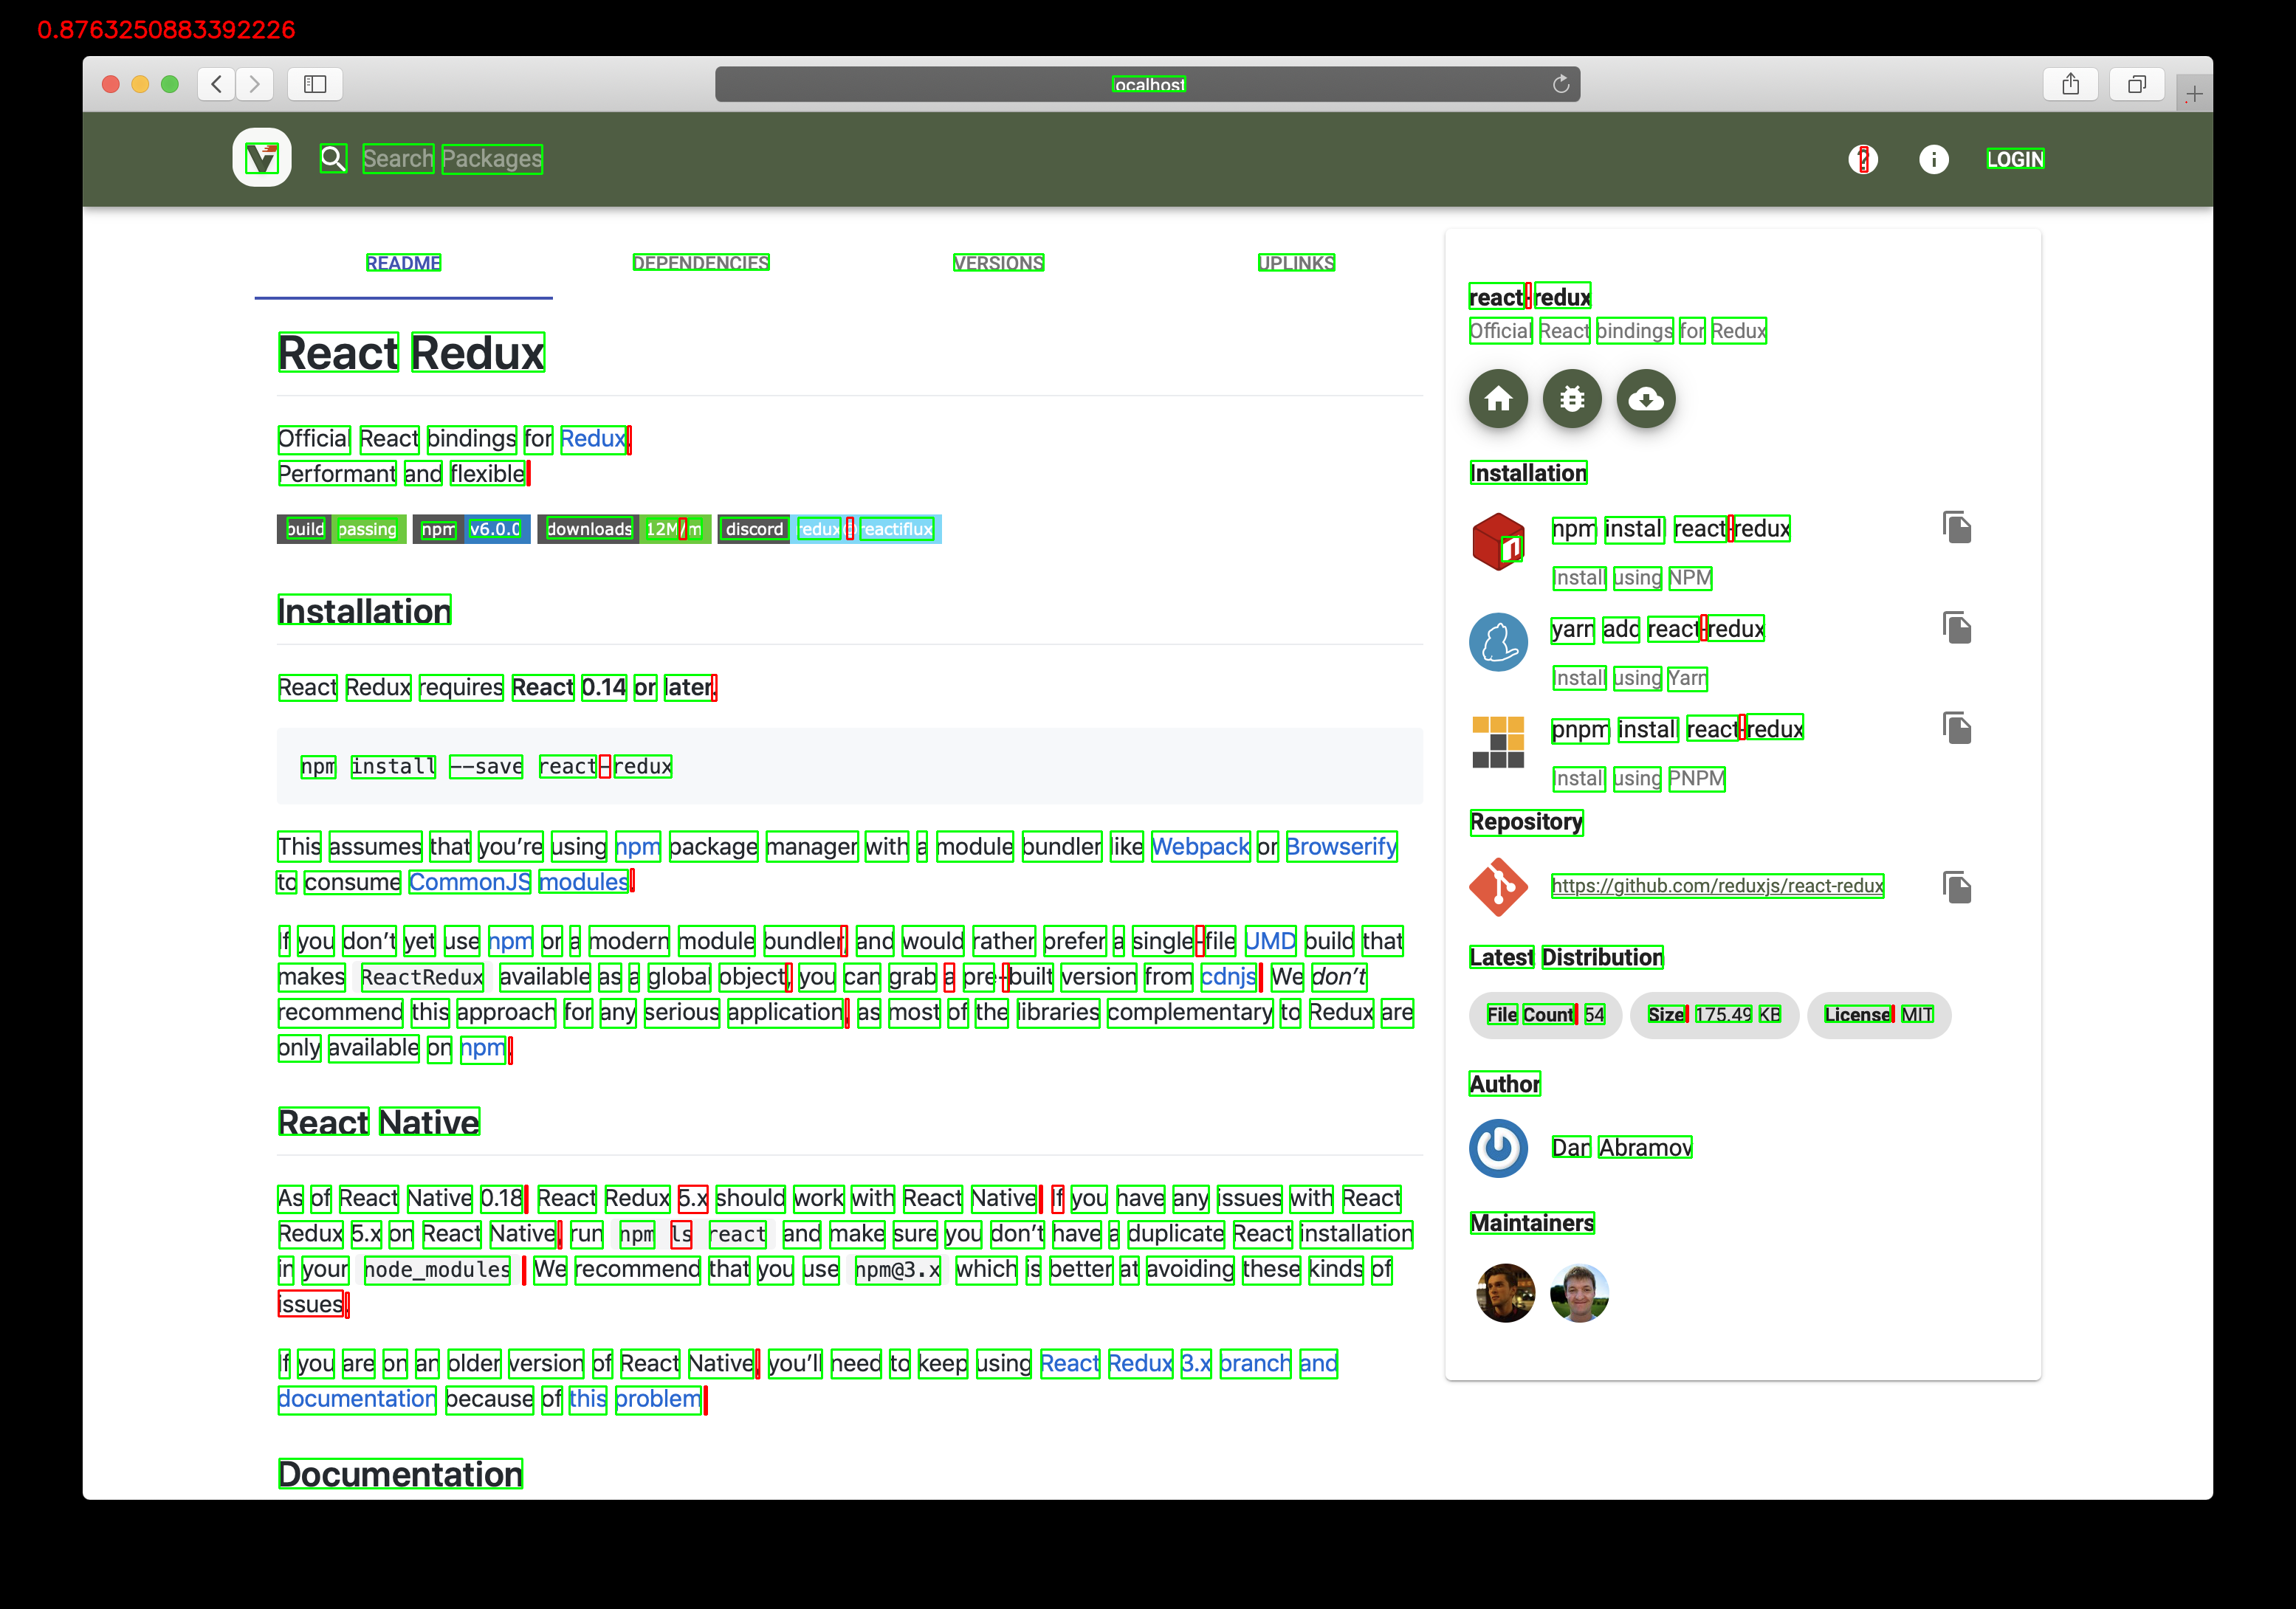 0.8763250883392226
localhost
Search Packages
? i LOGIN
README DEPENDENCIES VERSIONS UPLINKS
React Redux
Official React bindings for Redux.
Performant and flexible.
build passing npm v6.0.0 downloads 12M/m discord redux@reactiflux
Installation
React Redux requires React 0.14 or later.
npm install --save react-redux
This assumes that you’re using npm package manager with a module bundler like Webpack or Browserify
to consume CommonJS modules.
If you don’t yet use npm or a modern module bundler, and would rather prefer a single-file UMD build that
makes ReactRedux available as a global object, you can grab a pre-built version from cdnjs. We don’t
recommend this approach for any serious application, as most of the libraries complementary to Redux are
only available on npm.
React Native
As of React Native 0.18, React Redux 5.x should work with React Native. If you have any issues with React
Redux 5.x on React Native, run npm ls react and make sure you don’t have a duplicate React installation
in your node_modules. We recommend that you use npm@3.x which is better at avoiding these kinds of
issues.
If you are on an older version of React Native, you’ll need to keep using React Redux 3.x branch and
documentation because of this problem.
Documentation
react-redux
Official React bindings for Redux
Installation
npm install react-redux
Install using NPM
yarn add react-redux
Install using Yarn
pnpm install react-redux
Install using PNPM
Repository
https://github.com/reduxjs/react-redux
Latest Distribution
File Count: 54 Size: 175.49 KB License: MIT
Author
Dan Abramov
Maintainers